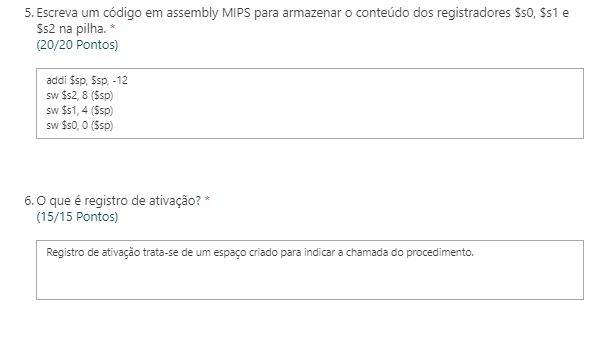 5. Escreva um código em assembly MIPS para armazenar o conteúdo dos registradores $s0, $s1 e
$s2 na pilha. *
(20/20 Pontos)
addi $sp, $sp, -12
sw $s2, 8 ($sp)
sw $s1, 4 ($sp)
sw $s0, 0 ($sp)
6. O que é registro de ativação? *
(15/15 Pontos)
Registro de ativação trata-se de um espaço criado para indicar a chamada do procedimento.